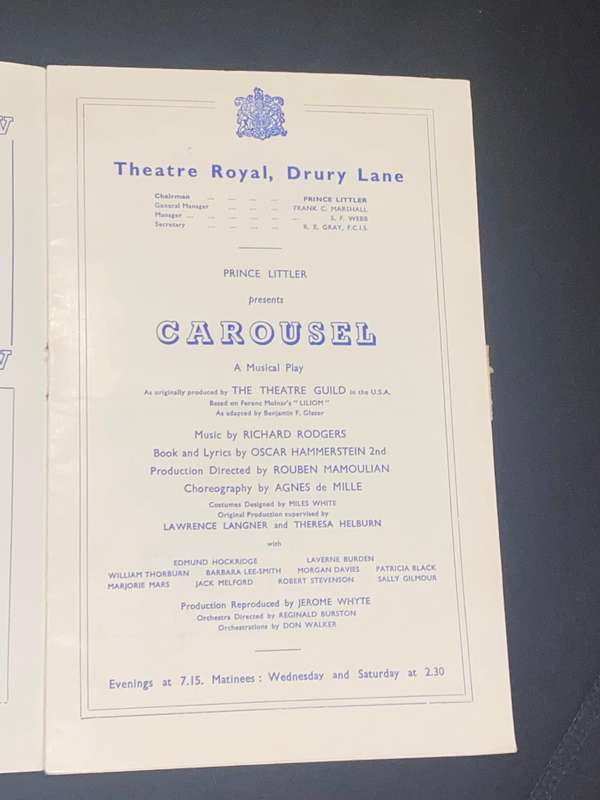 Theatre Royal, Drury Lane
Chairman ... ... ... ... PRINCE LITTLER
General Manager ... ... ... FRANK C. MARSHALL
Manager ... ... ... ... ... ... S. F. WEBB
Secretary ... ... ... ... R. E. GRAY, F.C.I.S.
PRINCE LITTLER
presents
CAROUSEL
A Musical Play
As originally produced by THE THEATRE GUILD in the U.S.A.
Based on Ferenc Molnar's "LILIOM"
As adapted by Benjamin F. Glazer
Music by RICHARD RODGERS
Book and Lyrics by OSCAR HAMMERSTEIN 2nd
Production Directed by ROUBEN MAMOULIAN
Choreography by AGNES de MILLE
Costumes Designed by MILES WHITE
Original Production supervised by
LAWRENCE LANGNER and THERESA HELBURN
with
EDMUND HOCKRIDGE LAVERNE BURDEN
WILLIAM THORBURN BARBARA LEE-SMITH MORGAN DAVIES PATRICIA BLACK
MARJORIE MARS JACK MELFORD ROBERT STEVENSON SALLY GILMOUR
Production Reproduced by JEROME WHYTE
Orchestra Directed by REGINALD BURSTON
Orchestrations by DON WALKER
Evenings at 7.15. Matinees: Wednesday and Saturday at 2.30